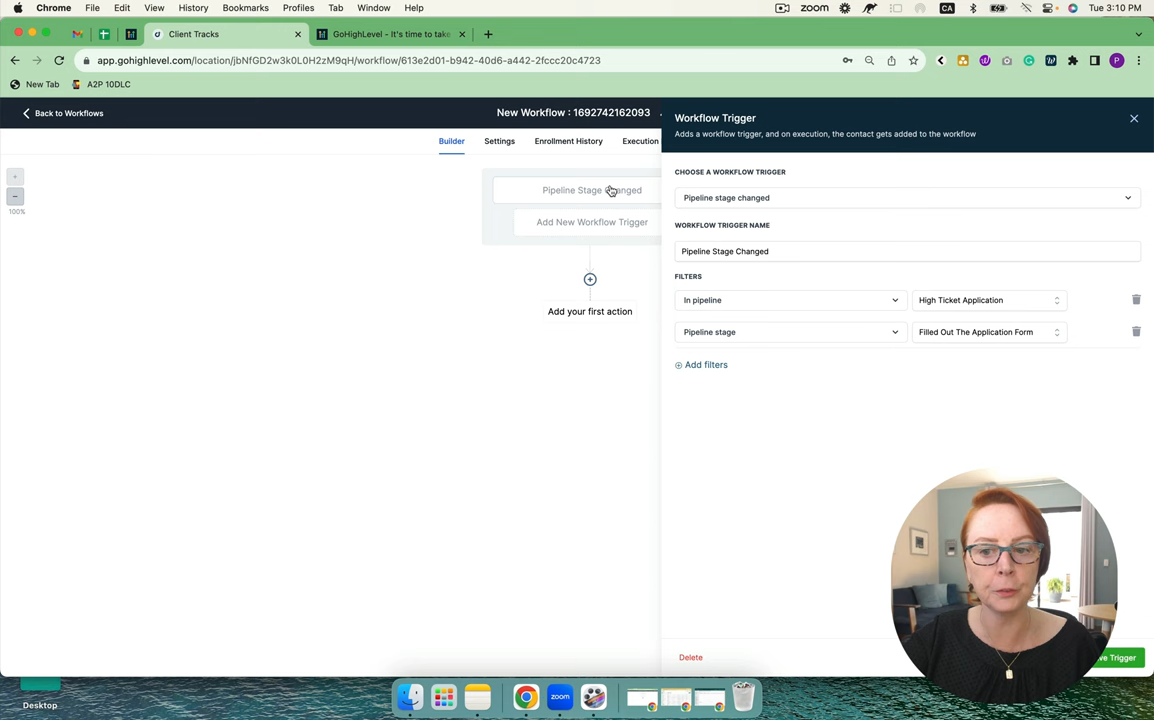 Chrome File Edit View History Bookmarks Profiles Tab Window Help zoom CA Tue 3:10 PM
Client Tracks GoHighLevel - It's time to take
app.gohighlevel.com/location/jbNfGD2w3k0L0H2zM9qH/workflow/613e2d01-b942-40d6-a442-2fccc20c4723 P
New Tab A2P 10DLC
Back to Workflows New Workflow : 1692742162093
Builder Settings Enrollment History Execution
100%
Pipeline Stage Changed
Add New Workflow Trigger
Add your first action
Workflow Trigger
Adds a workflow trigger, and on execution, the contact gets added to the workflow
CHOOSE A WORKFLOW TRIGGER
Pipeline stage changed
WORKFLOW TRIGGER NAME
Pipeline Stage Changed
FILTERS
In pipeline High Ticket Application
Pipeline stage Filled Out The Application Form
Add filters
Delete Trigger
Desktop
zoom